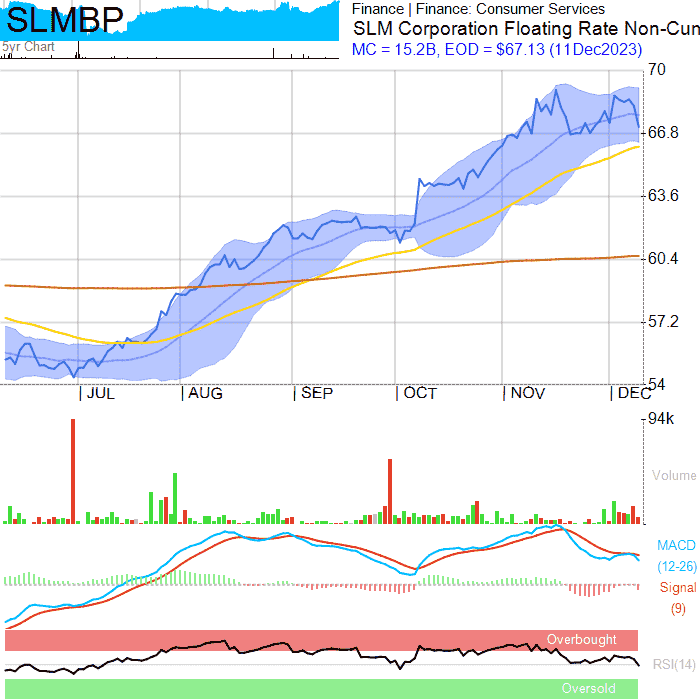 SLMBP
Finance | Finance: Consumer Services
SLM Corporation Floating Rate Non-Cun
MC = 15.2B, EOD = $67.13 (11Dec2023)
5yr Chart
70
66.8
63.6
60.4
57.2
54
| JUL | AUG | SEP | OCT | NOV | DEC
94k
Volume
MACD
(12-26)
Signal
(9)
Overbought
RSI(14)
Oversold